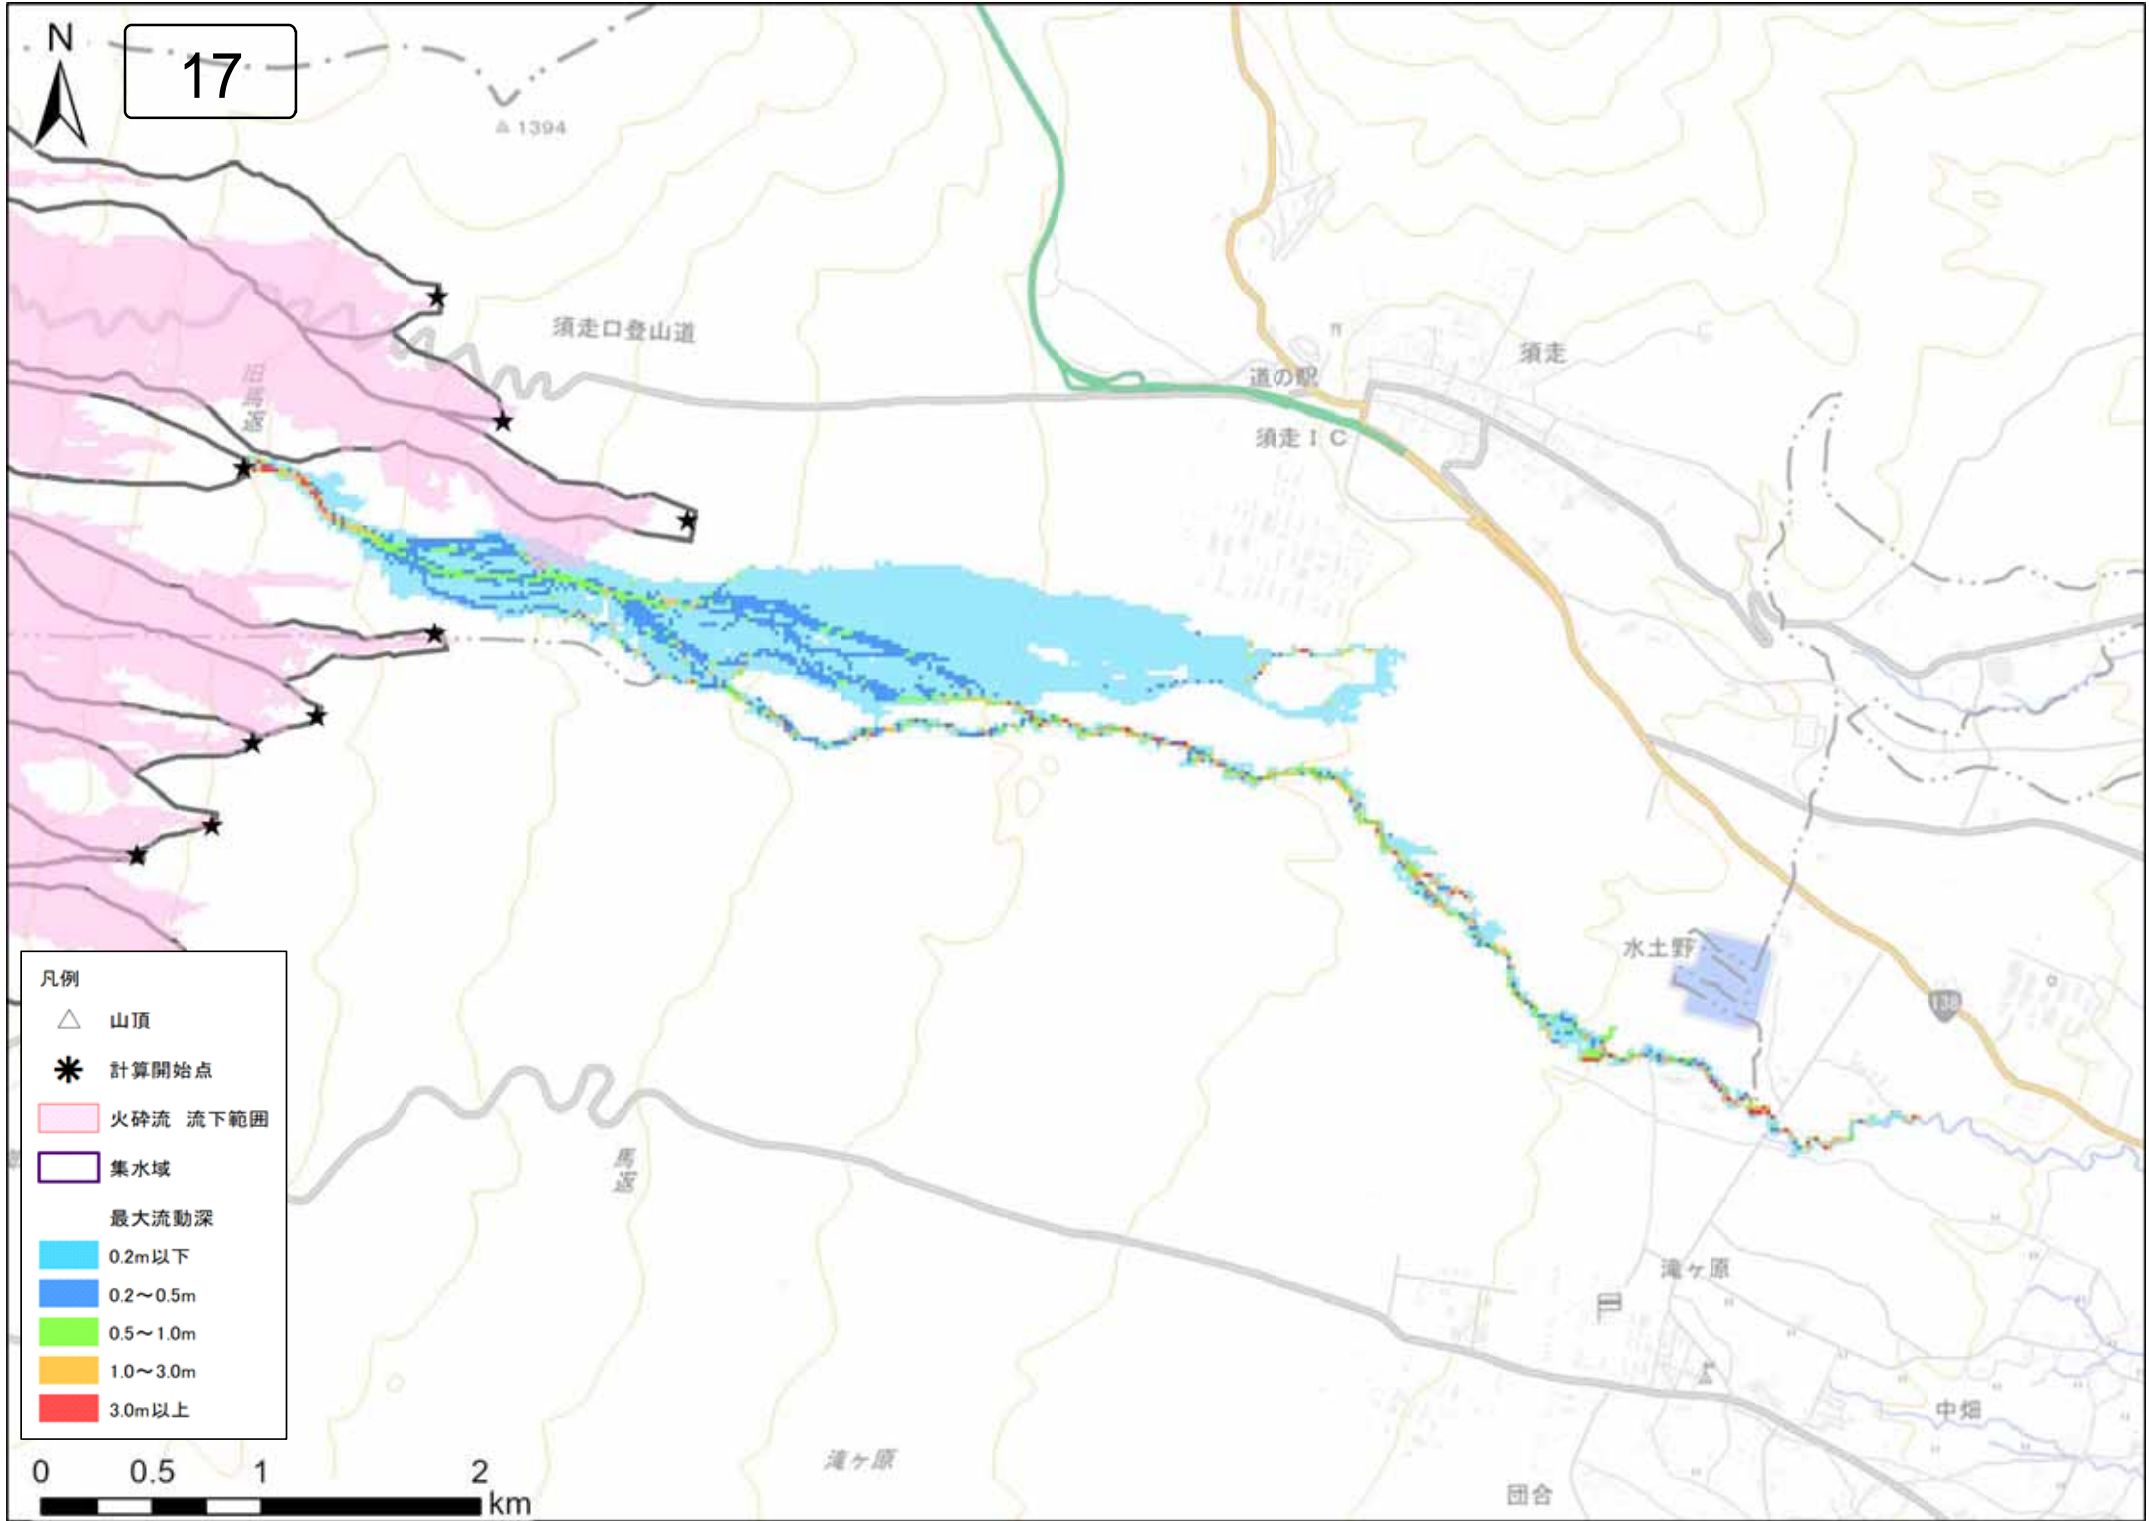 N
17
1394
須走口登山道
旧馬返
道の駅
須走
須走IC
水土野
138
馬返
滝ヶ原
中畑
滝ヶ原
団合
凡例
山頂
計算開始点
火砕流 流下範囲
集水域
最大流動深
0.2m以下
0.2～0.5m
0.5～1.0m
1.0～3.0m
3.0m以上
0 0.5 1 2
km